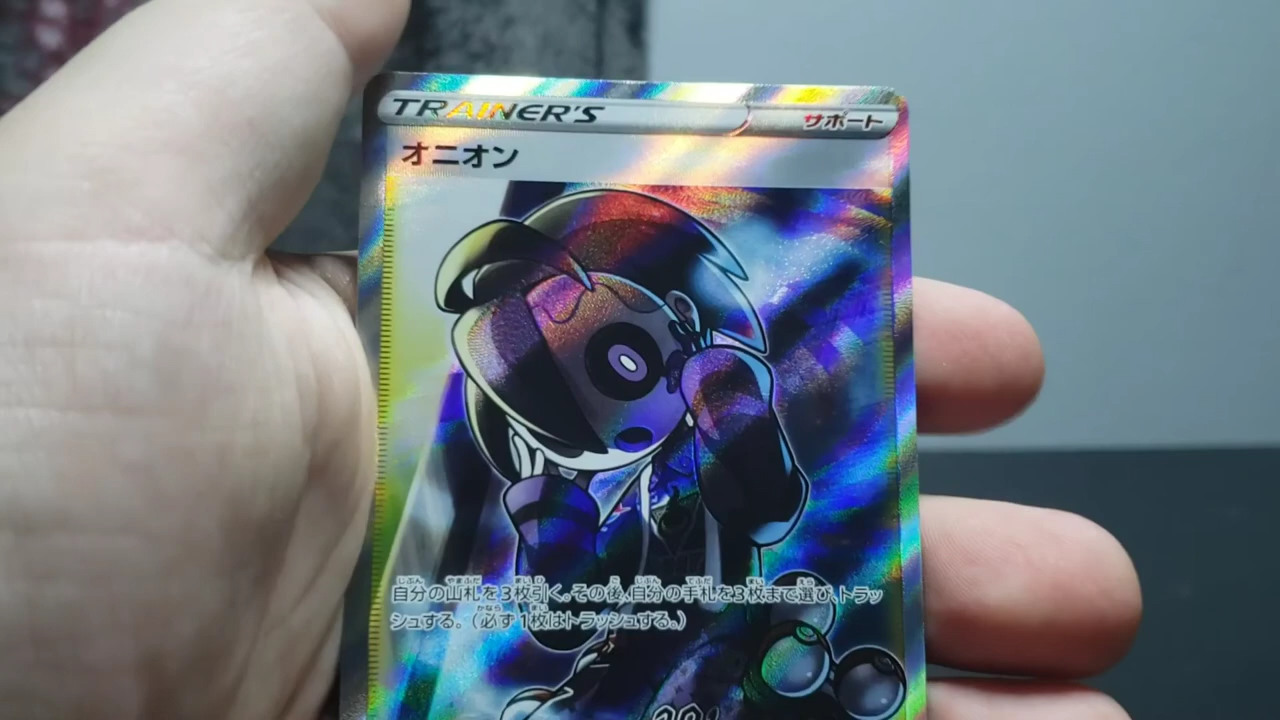 TRAINER'S
サポート
オニオン
自分の山札を3枚引く。その後、自分の手札を3枚まで選び、トラッ
シュする。(必ず1枚はトラッシュする。)